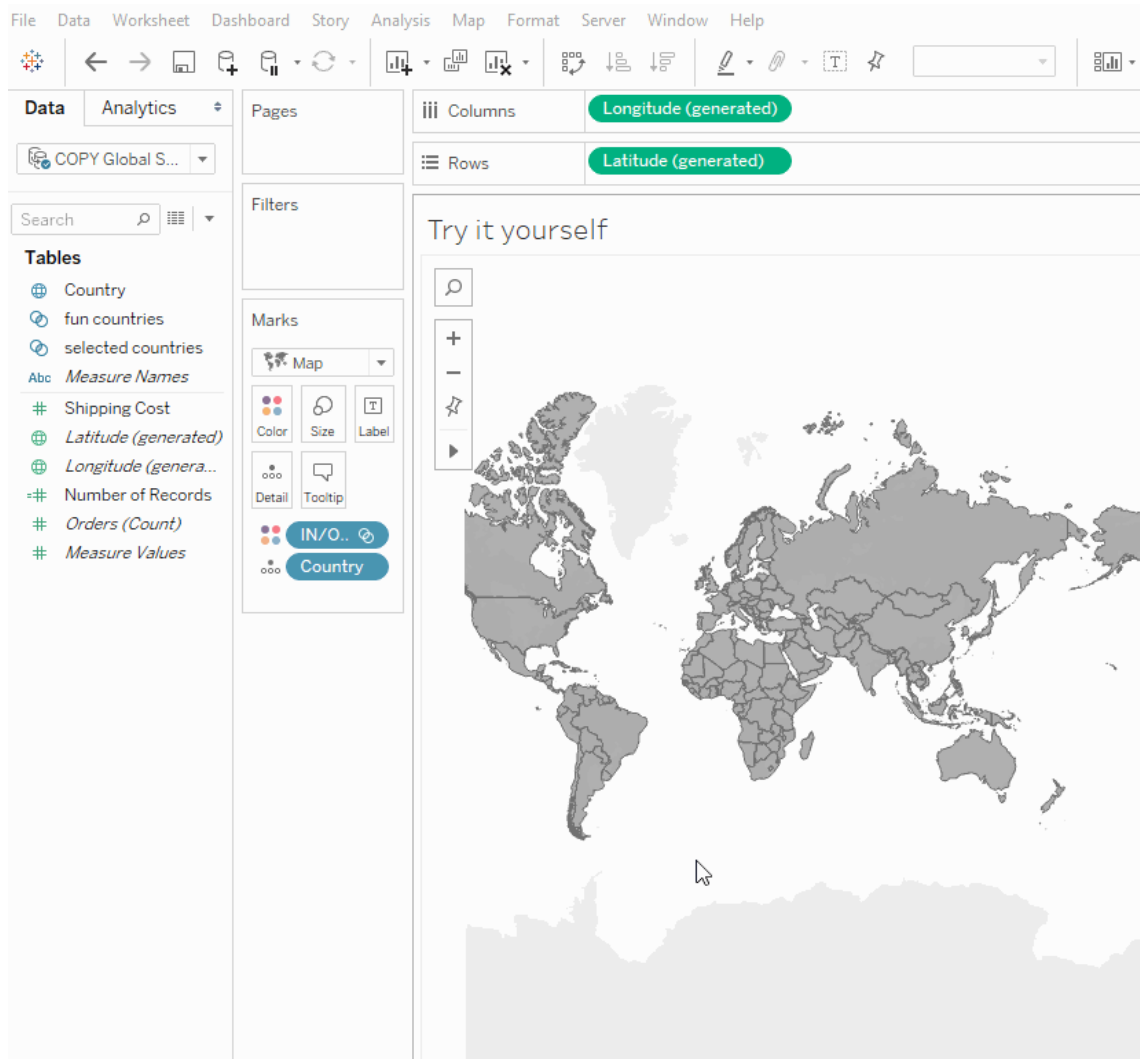 File Data Worksheet Dashboard Story Analysis Map Format Server Window Help
Data Analytics
COPY Global S...
Search
Tables
Country
fun countries
selected countries
Abc Measure Names
Shipping Cost
Latitude (generated)
Longitude (genera...
Number of Records
Orders (Count)
Measure Values
Pages
Filters
Marks
Map
Color Size Label
Detail Tooltip
IN/O..
Country
Columns Longitude (generated)
Rows Latitude (generated)
Try it yourself